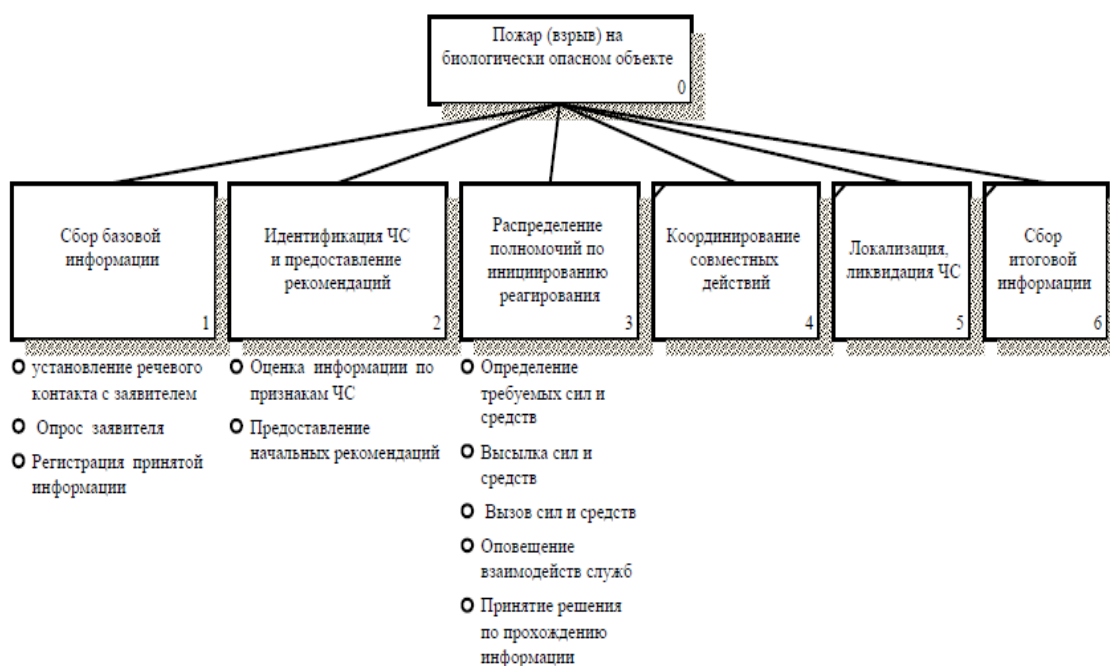 Пожар (взрыв) на
биологически опасном объекте
0
Сбор базовой
информации
1
Идентификация ЧС
и предоставление
рекомендаций
2
Распределение
полномочий по
инициированию
реагирования
3
Координирование
совместных
действий
4
Локализация,
ликвидация ЧС
5
Сбор
итоговой
информации
6
установление речевого
контакта с заявителем
Опрос заявителя
Регистрация принятой
информации
Оценка информации по
признакам ЧС
Предоставление
начальных рекомендаций
Определение
требуемых сил и
средств
Высылка сил и
средств
Вызов сил и средств
Оповещение
взаимодейств служб
Принятие решения
по прохождению
информации